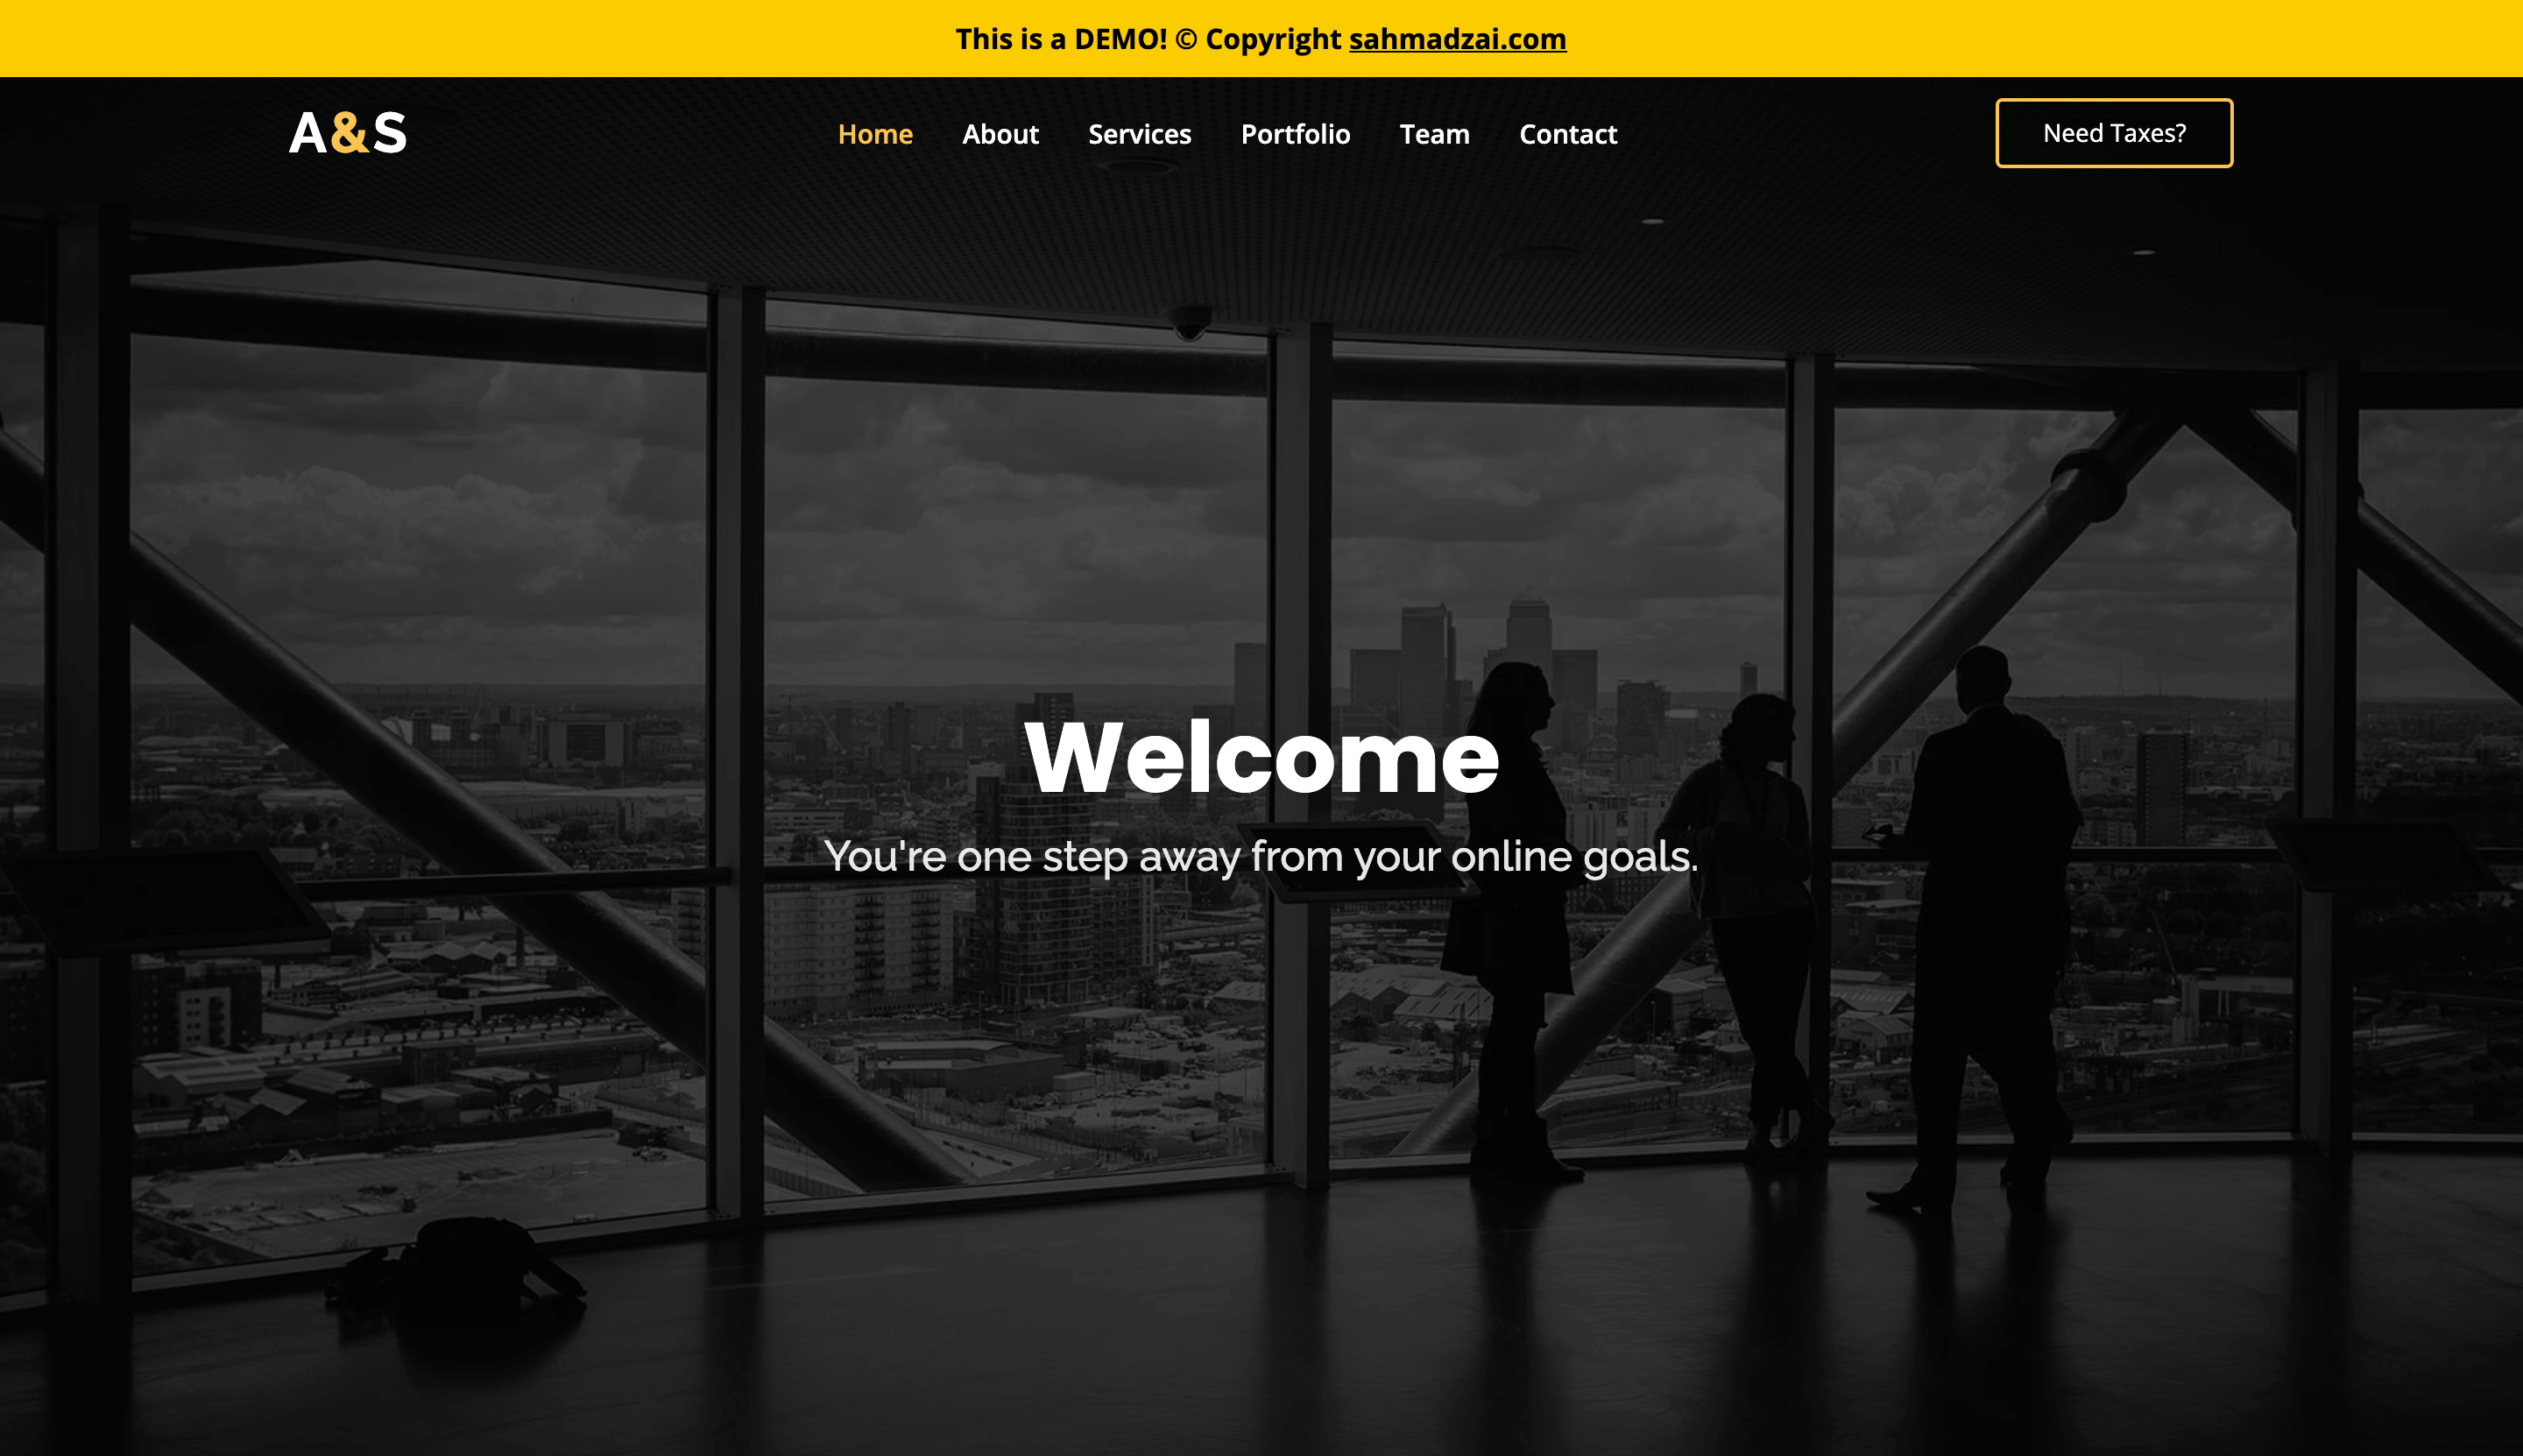 This is a DEMO! © Copyright sahmadzai.com
A&S
Home About Services Portfolio Team Contact
Need Taxes?
Welcome
You're one step away from your online goals.